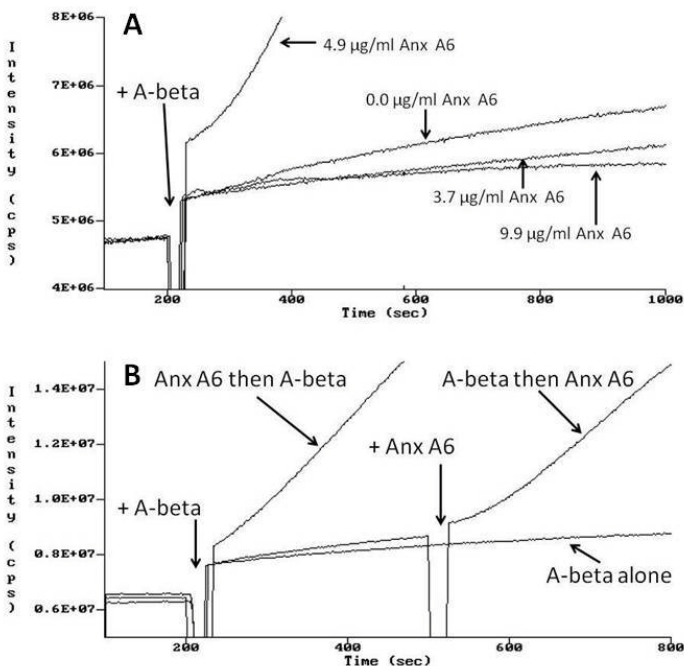 A
8E+06
7E+06
6E+06
5E+06
4E+06
Intensity (cps)
+ A-beta
4.9 µg/ml Anx A6
0.0 µg/ml Anx A6
3.7 µg/ml Anx A6
9.9 µg/ml Anx A6
200 400 600 800 1000
Time (sec)
B
1.4E+07
1.2E+07
1.0E+07
0.8E+07
0.6E+07
Intensity (cps)
Anx A6 then A-beta
A-beta then Anx A6
+ Anx A6
+ A-beta
A-beta alone
200 400 600 800
Time (sec)